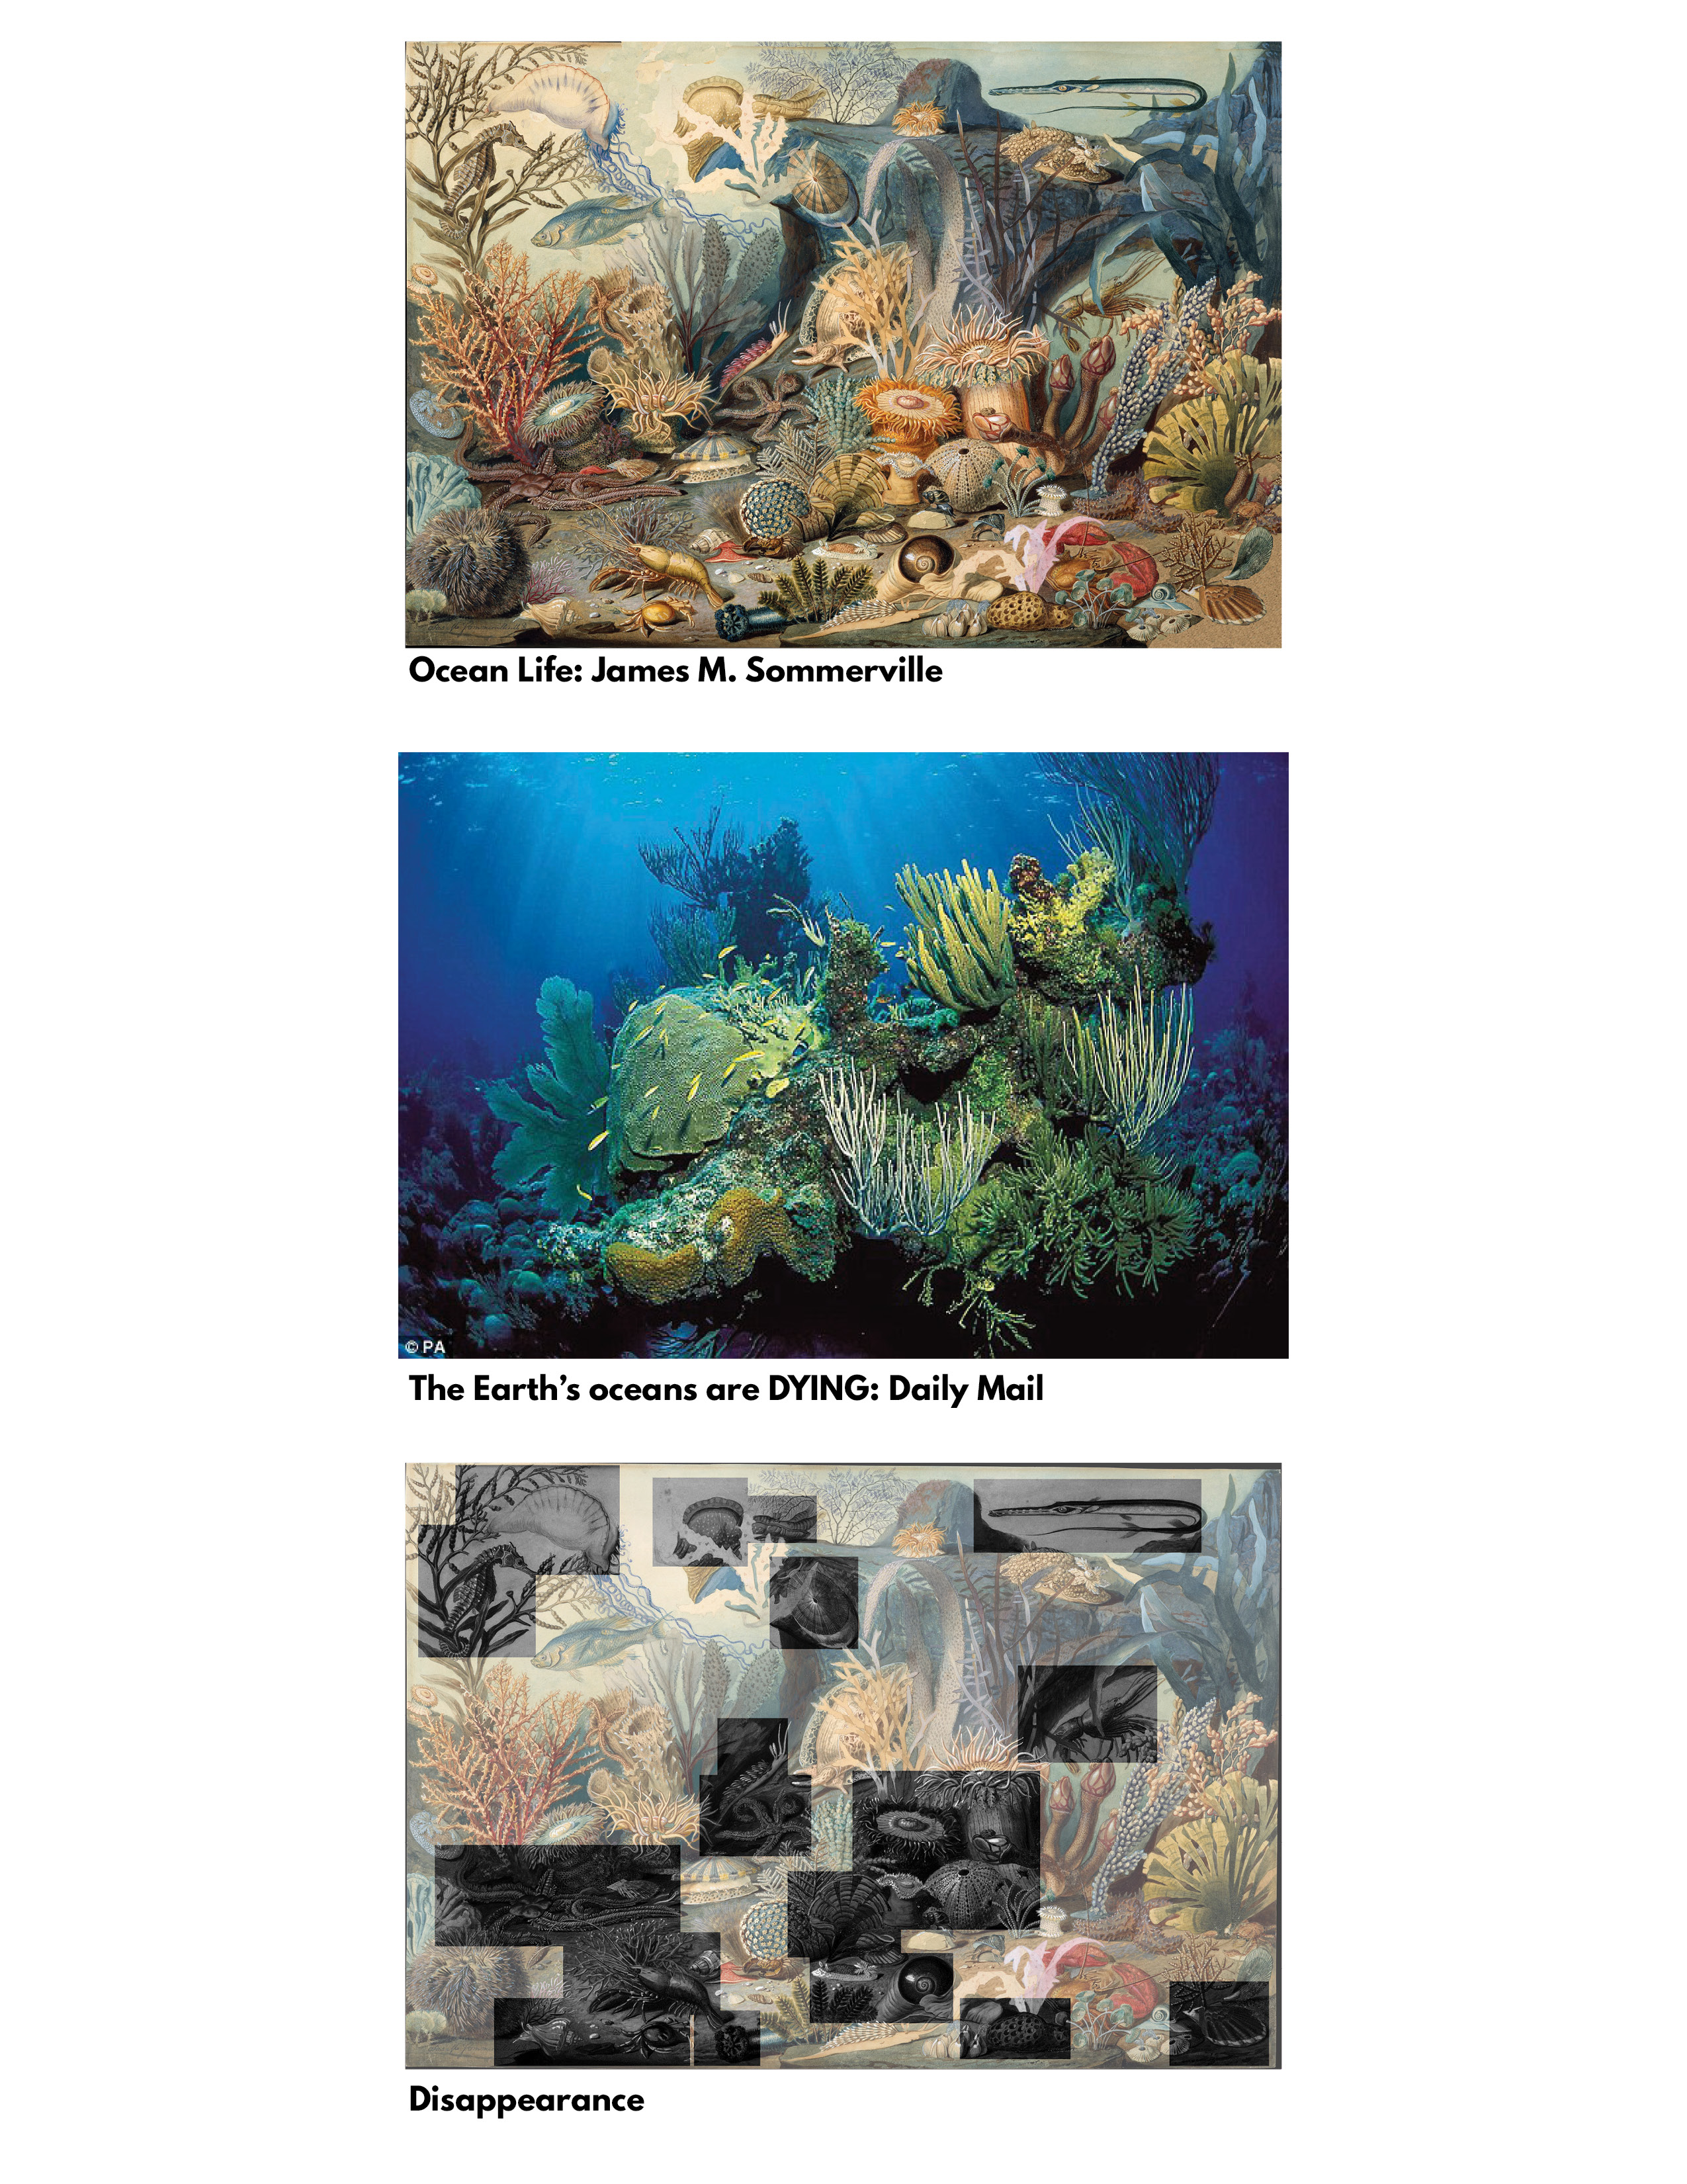 Ocean Life: James M. Sommerville
© PA
The Earth’s oceans are DYING: Daily Mail
Disappearance